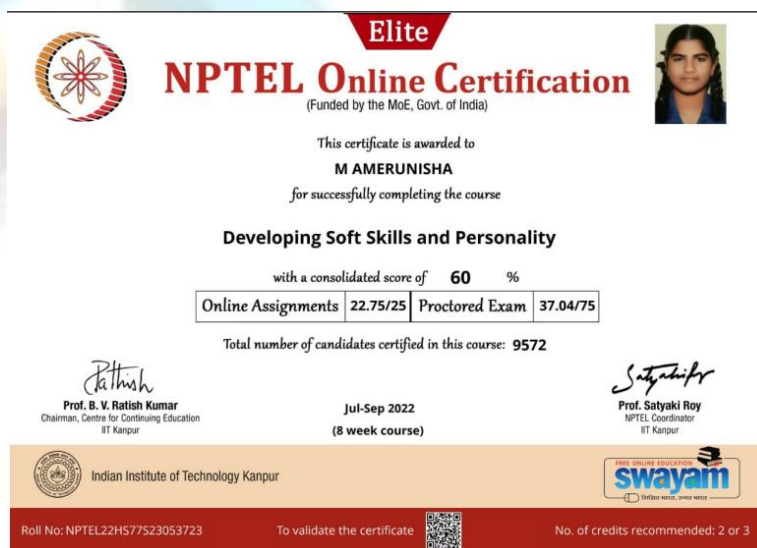 Elite
NPTEL Online Certification
(Funded by the MoE, Govt. of India)
This certificate is awarded to
M AMERUNISHA
for successfully completing the course
Developing Soft Skills and Personality
with a consolidated score of 60 %
Online Assignments 22.75/25 Proctored Exam 37.04/75
Total number of candidates certified in this course: 9572
Prof. B. V. Ratish Kumar
Chairman, Centre for Continuing Education
IIT Kanpur
Jul-Sep 2022
(8 week course)
Prof. Satyaki Roy
NPTEL Coordinator
IIT Kanpur
Indian Institute of Technology Kanpur
FREE ONLINE EDUCATION
swayam
शिक्षित भारत, उन्नत भारत
Roll No: NPTEL22HS77S23053723
To validate the certificate
No. of credits recommended: 2 or 3